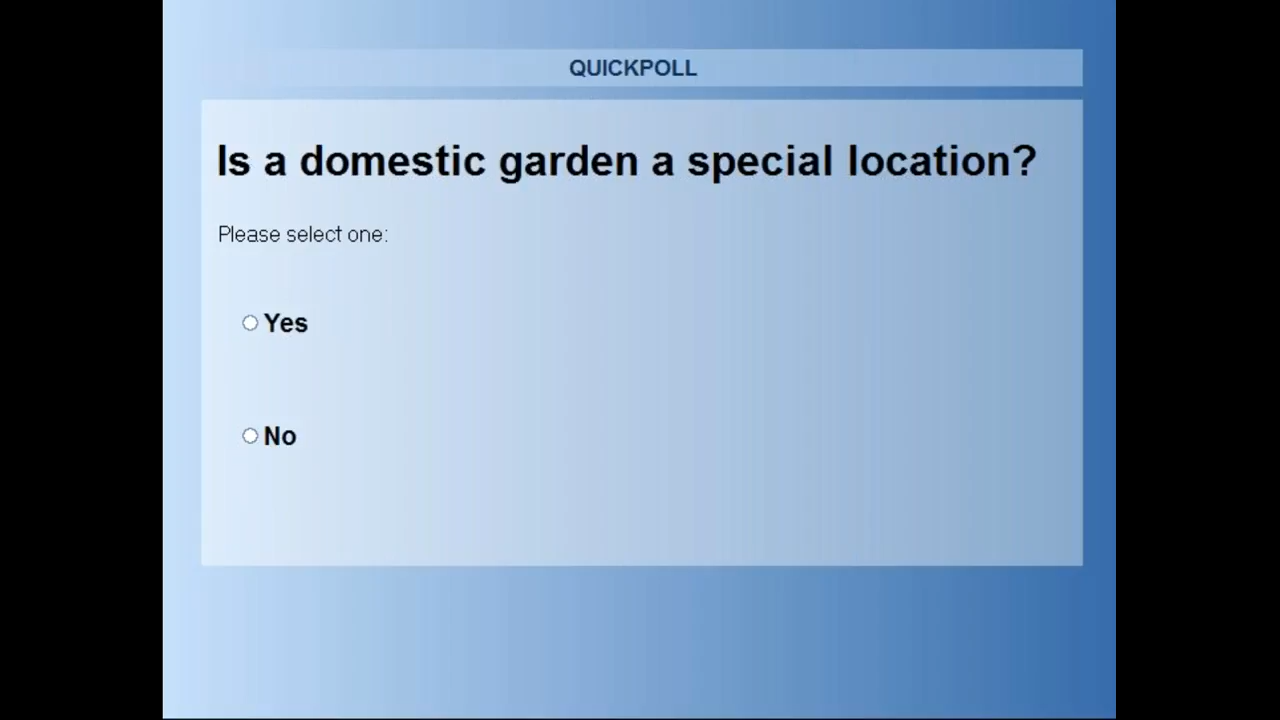 QUICKPOLL
Is a domestic garden a special location?
Please select one:
Yes
No